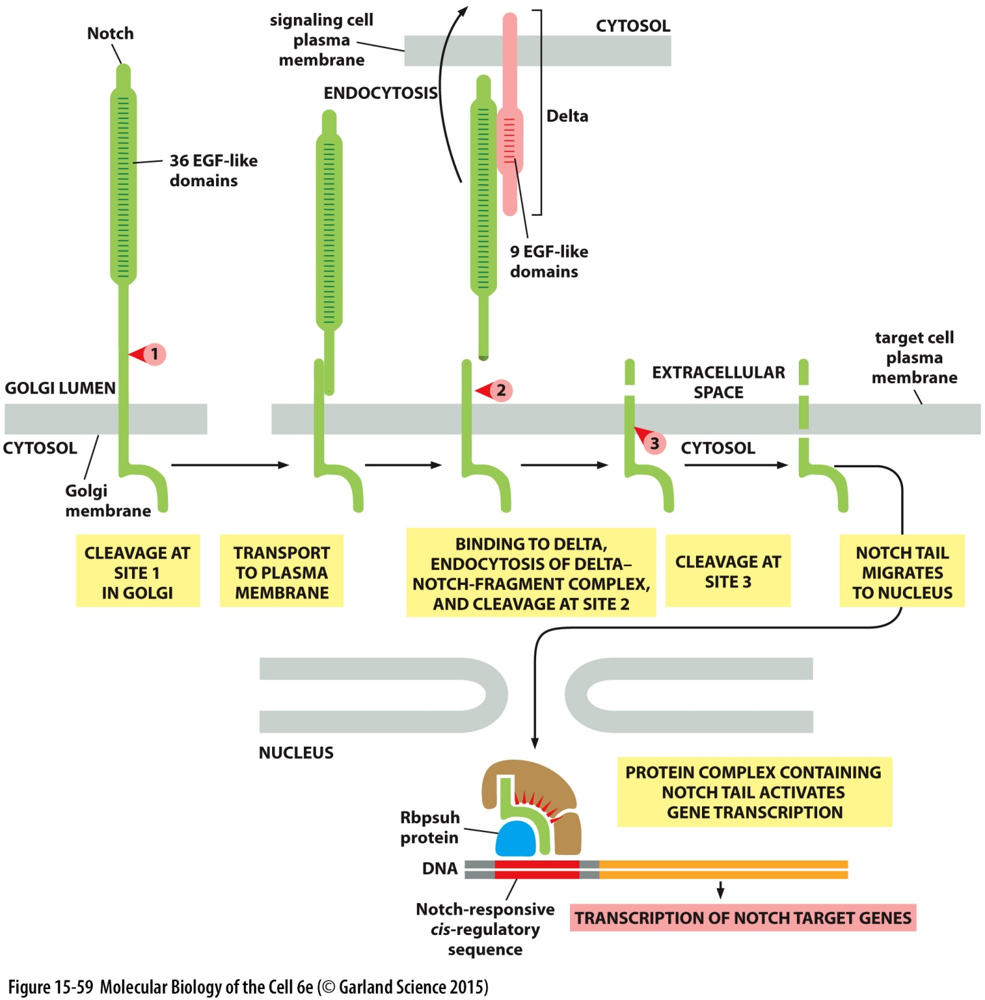 Notch
signaling cell
plasma
membrane
CYTOSOL
ENDOCYTOSIS
Delta
36 EGF-like
domains
9 EGF-like
domains
1
target cell
plasma
membrane
GOLGI LUMEN
2
EXTRACELLULAR
SPACE
CYTOSOL
3
CYTOSOL
Golgi
membrane
CLEAVAGE AT
SITE 1
IN GOLGI
TRANSPORT
TO PLASMA
MEMBRANE
BINDING TO DELTA,
ENDOCYTOSIS OF DELTA–
NOTCH-FRAGMENT COMPLEX,
AND CLEAVAGE AT SITE 2
CLEAVAGE AT
SITE 3
NOTCH TAIL
MIGRATES
TO NUCLEUS
NUCLEUS
PROTEIN COMPLEX CONTAINING
NOTCH TAIL ACTIVATES
GENE TRANSCRIPTION
Rbpsuh
protein
DNA
Notch-responsive
cis-regulatory
sequence
TRANSCRIPTION OF NOTCH TARGET GENES
Figure 15-59 Molecular Biology of the Cell 6e (© Garland Science 2015)